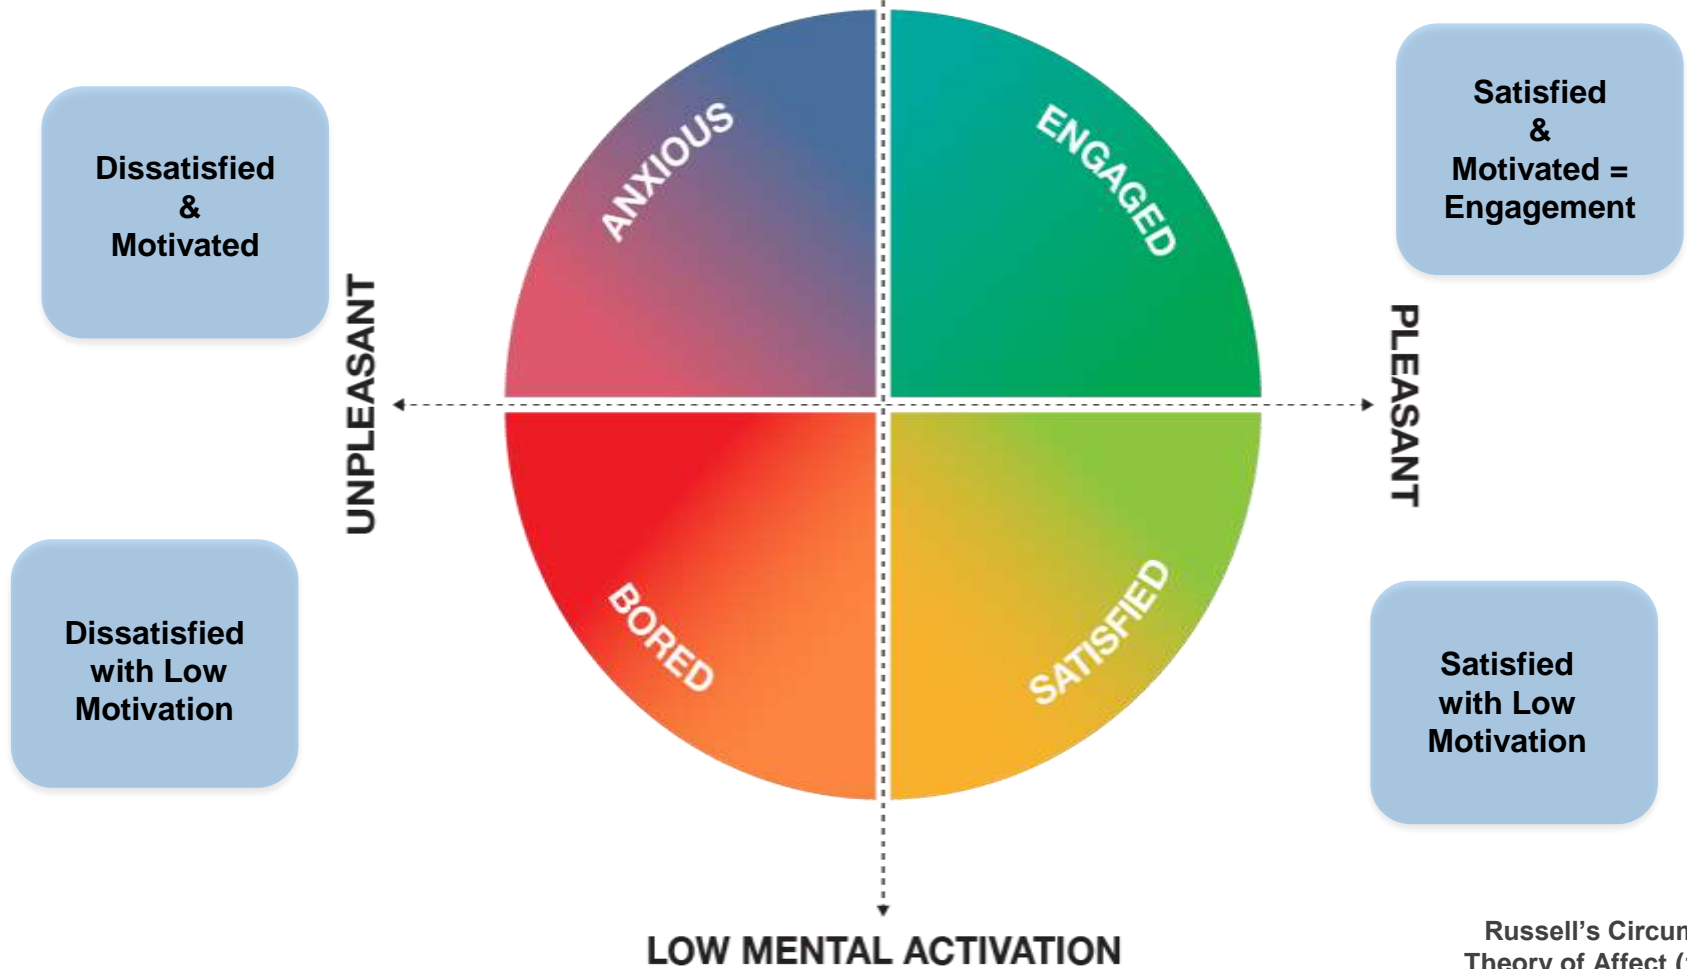 Satisfied
&
Motivated =
Engagement
Dissatisfied
&
Motivated
ANXIOUS
ENGAGED
UNPLEASANT
PLEASANT
BORED
SATISFIED
Dissatisfied
with Low
Motivation
Satisfied
with Low
Motivation
LOW MENTAL ACTIVATION
Russell’s
Theory of Affect